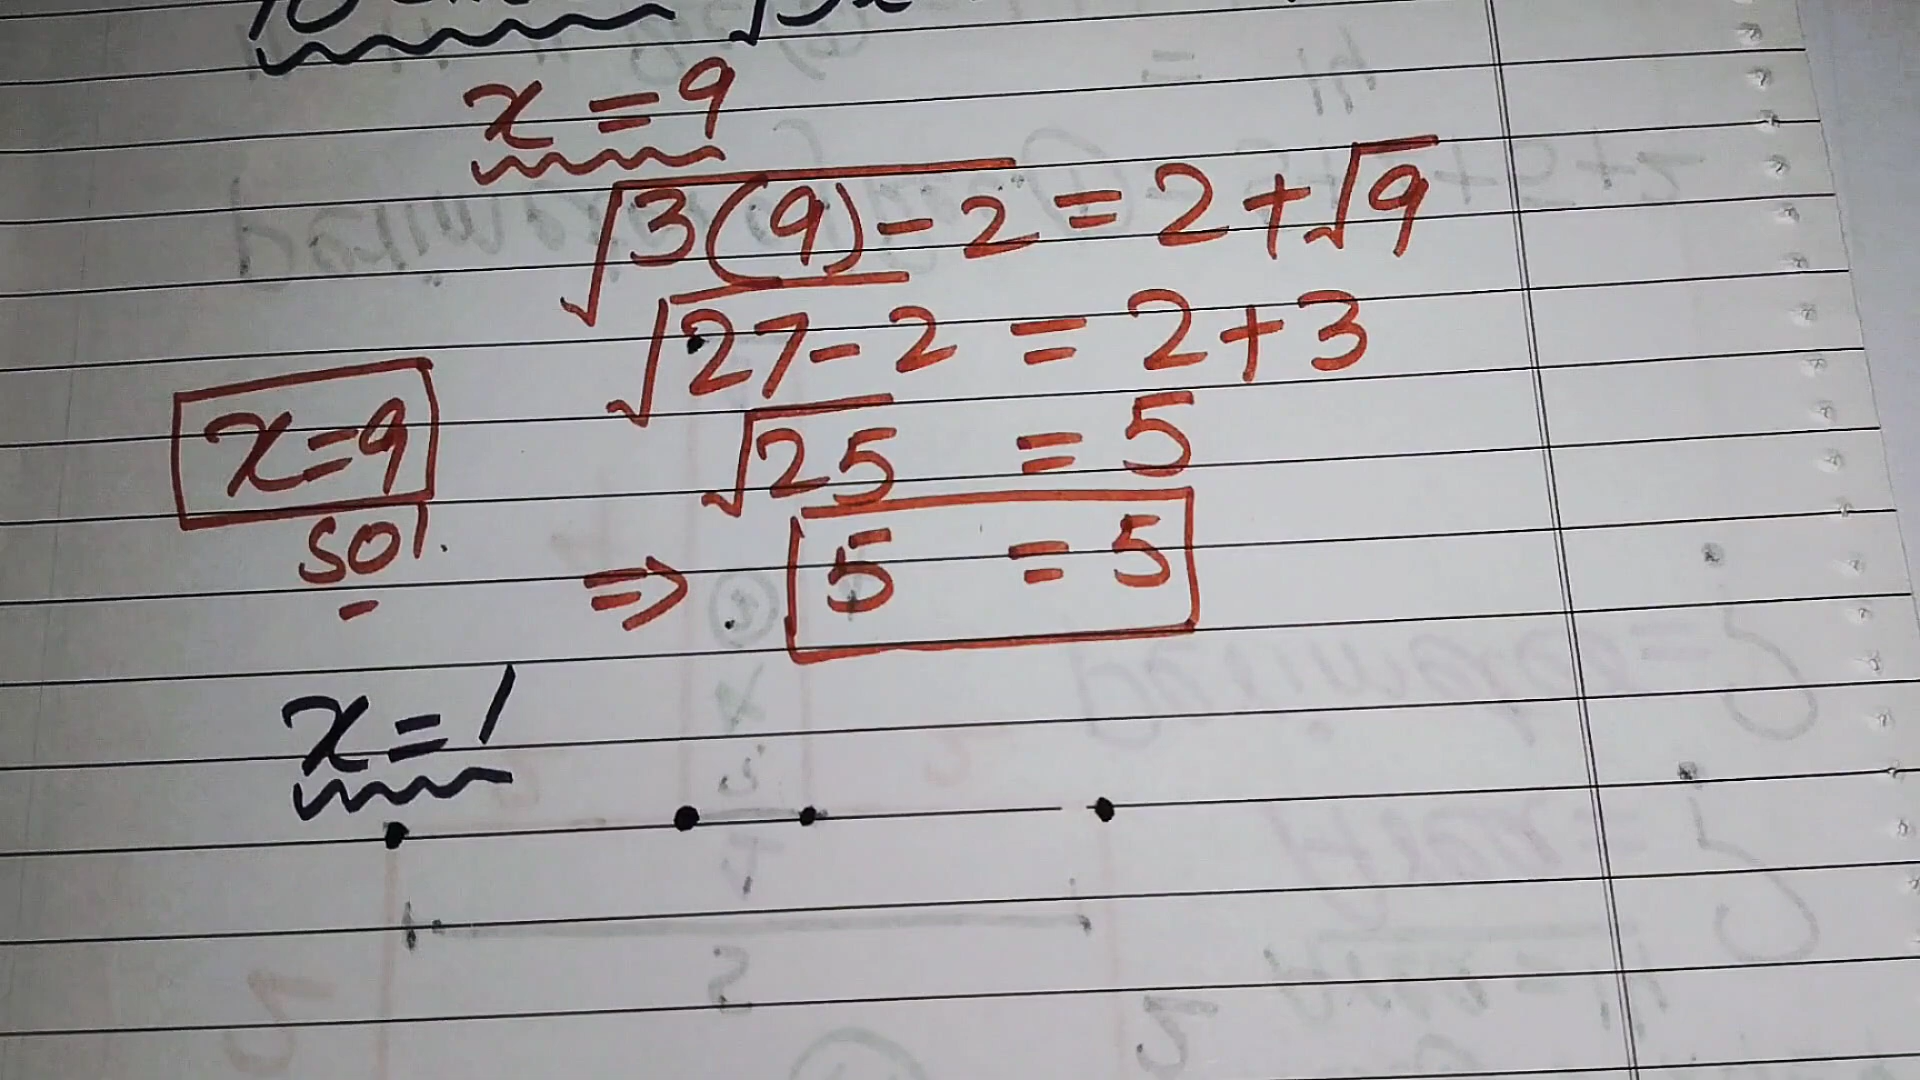 x = 9
√3(9) - 2 = 2 + √9
√27 - 2 = 2 + 3
√25 = 5
x = 9
sol.
⇒ 5 = 5
x = 1